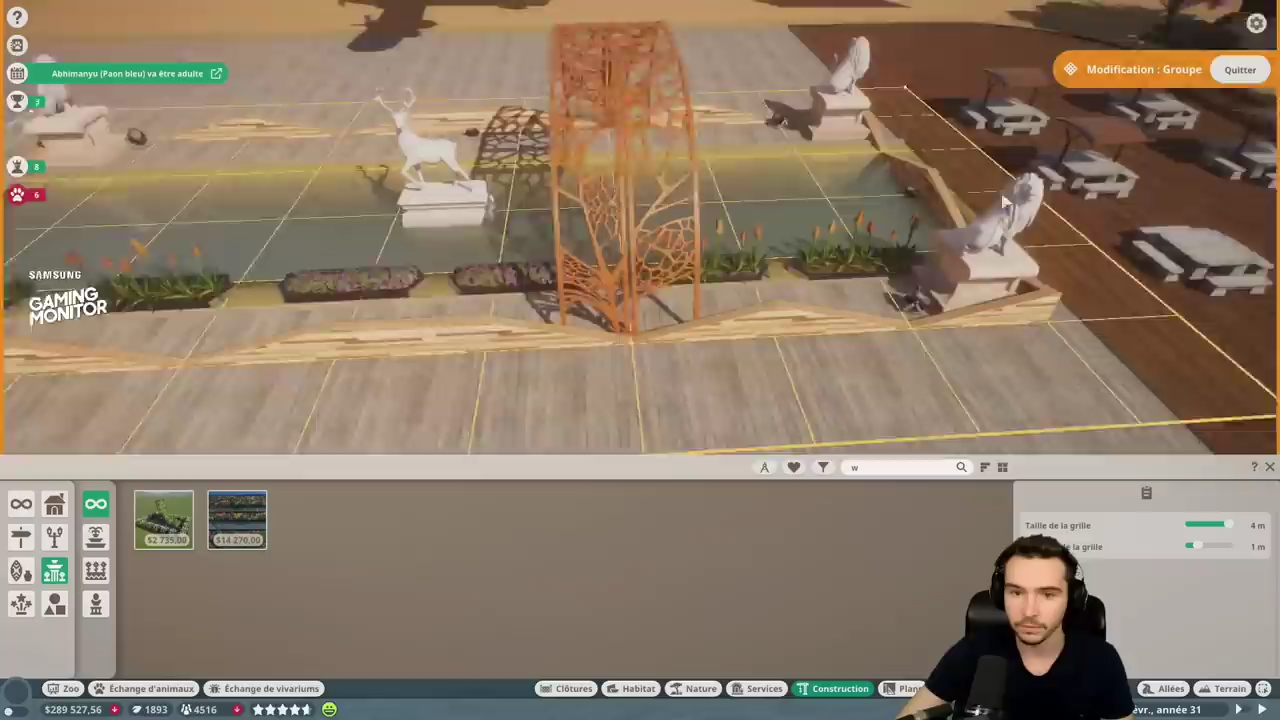 ?
Abhimanyu (Paon bleu) va être adulte
Modification : Groupe
Quitter
3
8
6
SAMSUNG
GAMING
MONITOR
w
?
$2 735,00
$14 270,00
Taille de la grille
4 m
e la grille
1 m
Zoo
Échange d'animaux
Échange de vivariums
Clôtures
Habitat
Nature
Services
Construction
Allées
Terrain
$289 527,56
1893
4516
année 31